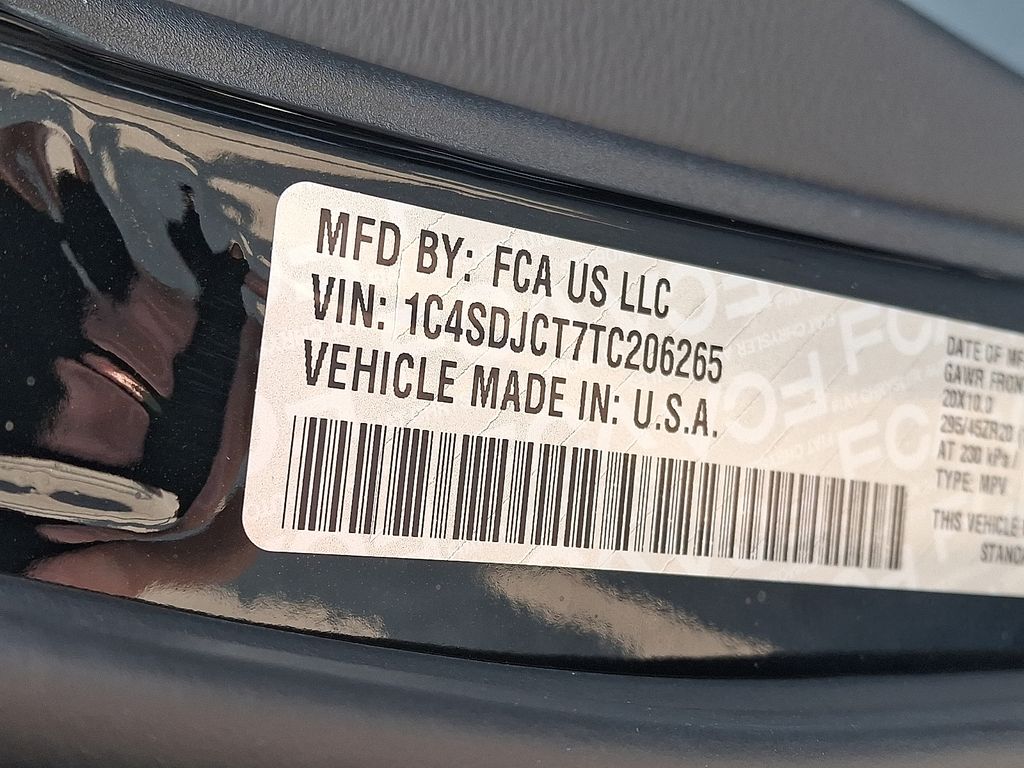 MFD BY: FCA US LLC
VIN: 1C4SDJCT7TC206265
VEHICLE MADE IN: U.S.A.
DATE OF MF
GAWR FRON
20X10.0
295/45ZR20 (
AT 230 kPa /
TYPE: MPV
THIS VEHICLE
STAND